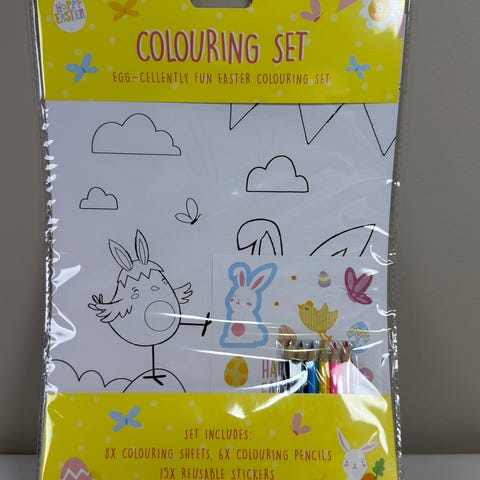 HOPPY
EASTER
COLOURING SET
EGG-CELLENTLY FUN EASTER COLOURING SET
SET INCLUDES:
8X COLOURING SHEETS, 6X COLOURING PENCILS
15X REUSABLE STICKERS